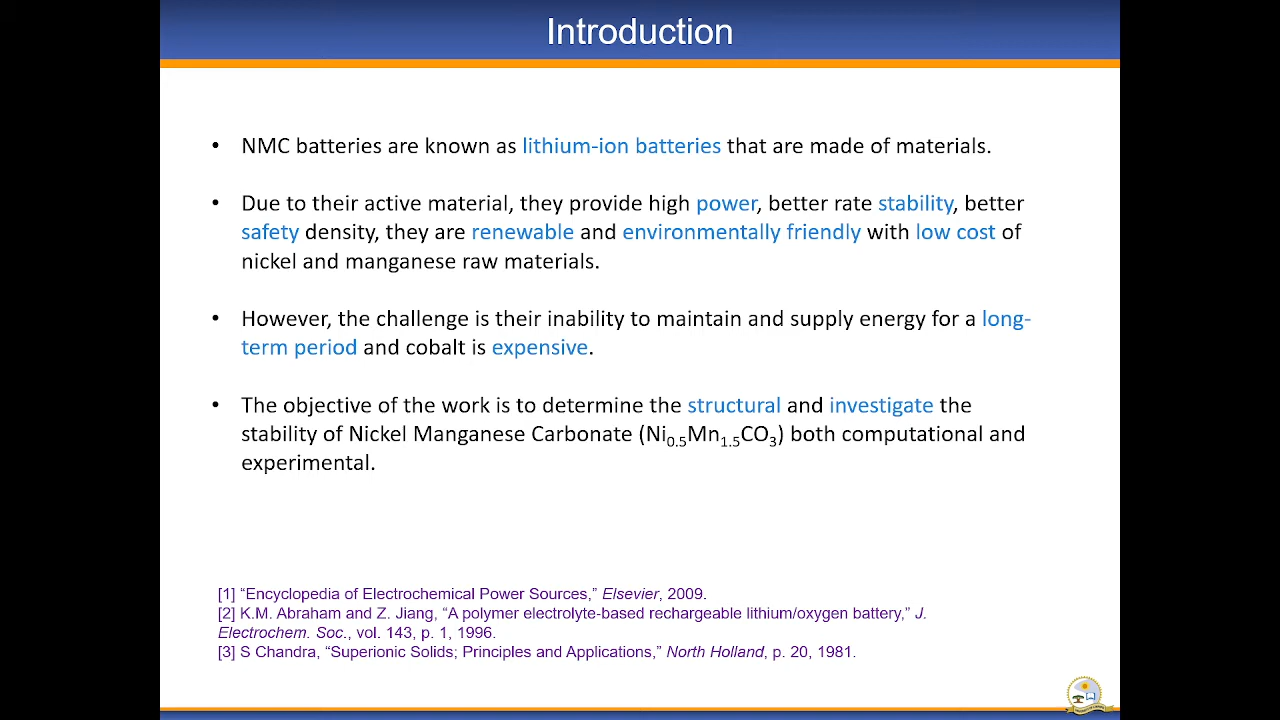 Introduction
• NMC batteries are known as lithium-ion batteries that are made of materials.
• Due to their active material, they provide high power, better rate stability, better
safety density, they are renewable and environmentally friendly with low cost of
nickel and manganese raw materials.
• However, the challenge is their inability to maintain and supply energy for a long-
term period and cobalt is expensive.
• The objective of the work is to determine the structural and investigate the
stability of Nickel Manganese Carbonate (Ni0.5Mn1.5CO3) both computational and
experimental.
[1] “Encyclopedia of Electrochemical Power Sources,” Elsevier, 2009.
[2] K.M. Abraham and Z. Jiang, “A polymer electrolyte-based rechargeable lithium/oxygen battery,” J.
Electrochem. Soc., vol. 143, p. 1, 1996.
[3] S Chandra, “Superionic Solids; Principles and Applications,” North Holland, p. 20, 1981.